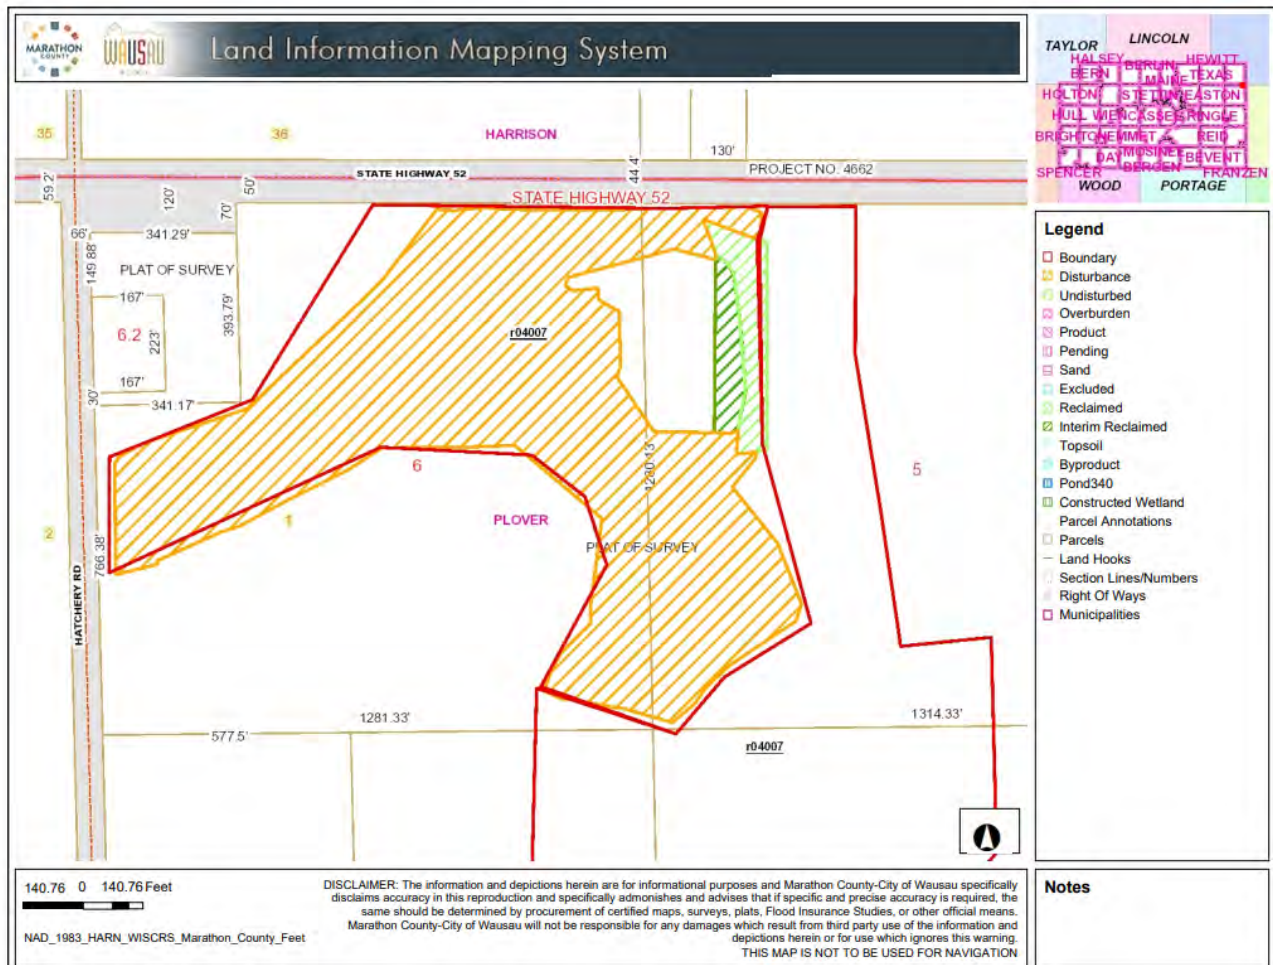 MARATHON
COUNTY
WAUSAU
Land Information Mapping System
35
36
HARRISON
130'
44.4'
PROJECT NO. 4662
STATE HIGHWAY 52
STATE HIGHWAY 52
59.2'
120'
50'
70'
66'
341.29'
149.88'
PLAT OF SURVEY
167'
6.2
223'
393.79'
167'
30'
341.17'
r04007
1280.13'
6
5
1
2
PLOVER
PLAT OF SURVEY
766.38'
HATCHERY RD
1281.33'
1314.33'
577.5'
r04007
TAYLOR
LINCOLN
HALSEY
BERLIN
HEWITT
BERN
MAINE
TEXAS
HOLTON
STETTIN
EASTON
HULL
WIEN
CASSEL
RINGLE
BRIGHTON
EMMET
REID
DAY
MOSINEE
BEVENT
BERGEN
SPENCER
FRANZEN
WOOD
PORTAGE
Legend
Boundary
Disturbance
Undisturbed
Overburden
Product
Pending
Sand
Excluded
Reclaimed
Interim Reclaimed
Topsoil
Byproduct
Pond340
Constructed Wetland
Parcel Annotations
Parcels
Land Hooks
Section Lines/Numbers
Right Of Ways
Municipalities
140.76 0 140.76 Feet
NAD_1983_HARN_WISCRS_Marathon_County_Feet
DISCLAIMER: The information and depictions herein are for informational purposes and Marathon County-City of Wausau specifically
disclaims accuracy in this reproduction and specifically admonishes and advises that if specific and precise accuracy is required, the
same should be determined by procurement of certified maps, surveys, plats, Flood Insurance Studies, or other official means.
Marathon County-City of Wausau will not be responsible for any damages which result from third party use of the information and
depictions herein or for use which ignores this warning.
THIS MAP IS NOT TO BE USED FOR NAVIGATION
Notes